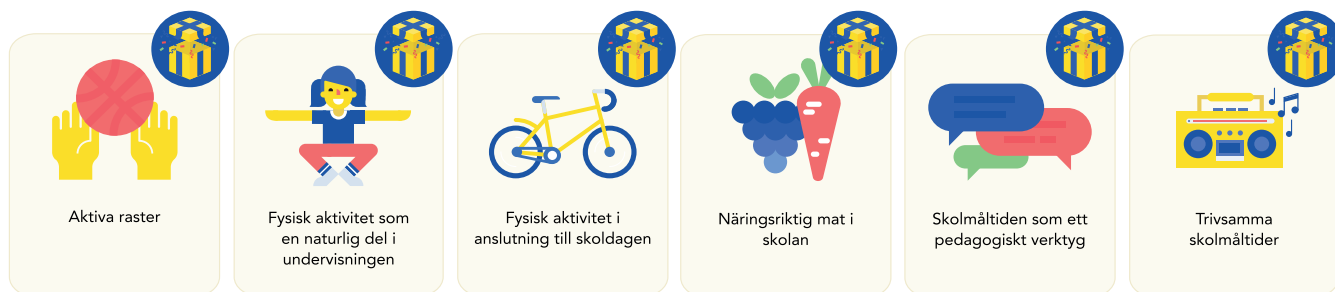 Aktiva raster
Fysisk aktivitet som
en naturlig del i
undervisningen
Fysisk aktivitet i
anslutning till skoldagen
Näringsriktig mat i
skolan
Skolmåltiden som ett
pedagogiskt verktyg
Trivsamma
skolmåltider